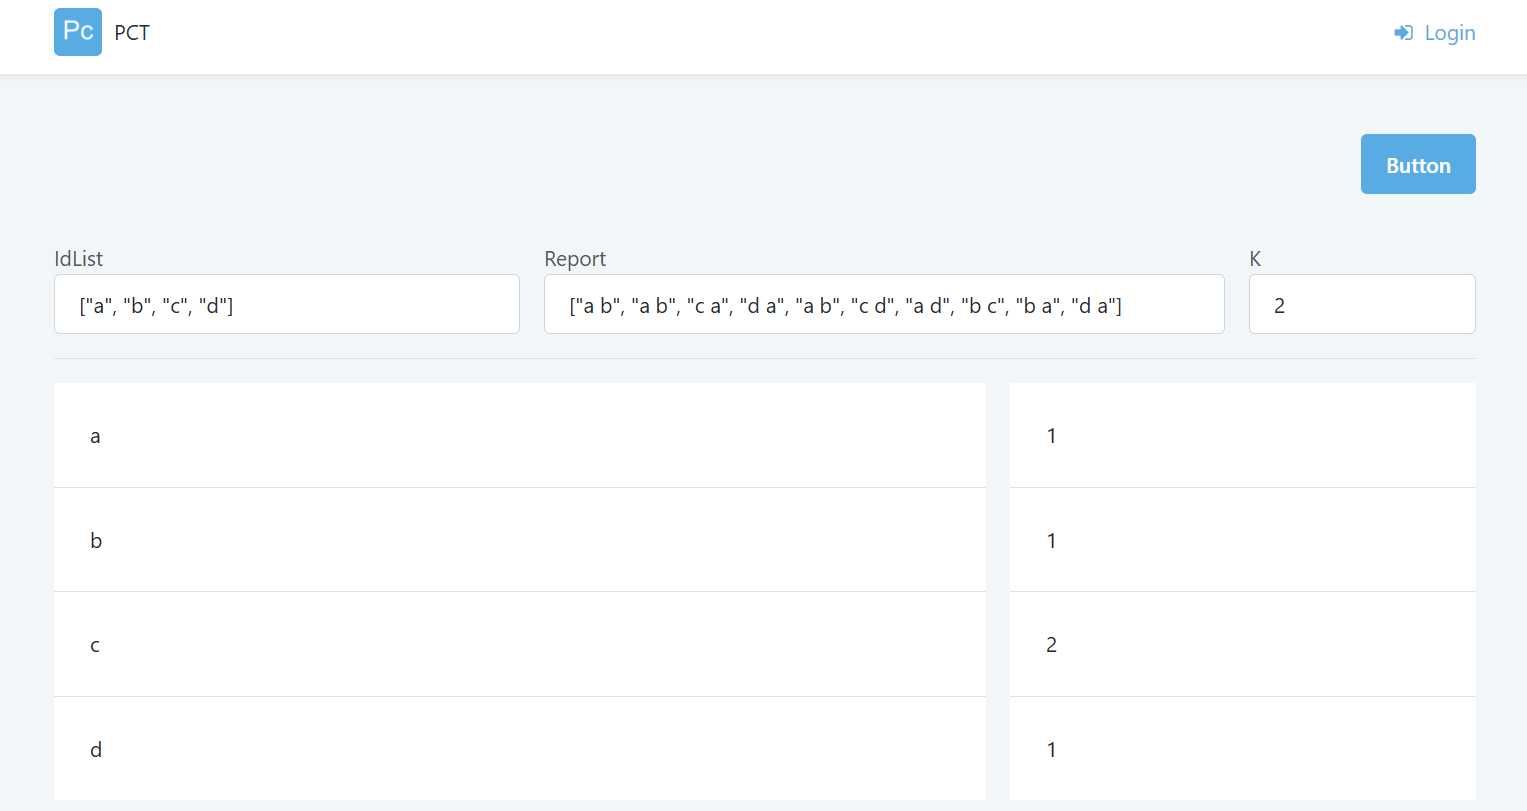 Pc PCT Login
Button
IdList Report K
["a", "b", "c", "d"] ["a b", "a b", "c a", "d a", "a b", "c d", "a d", "b c", "b a", "d a"] 2
a 1
b 1
c 2
d 1